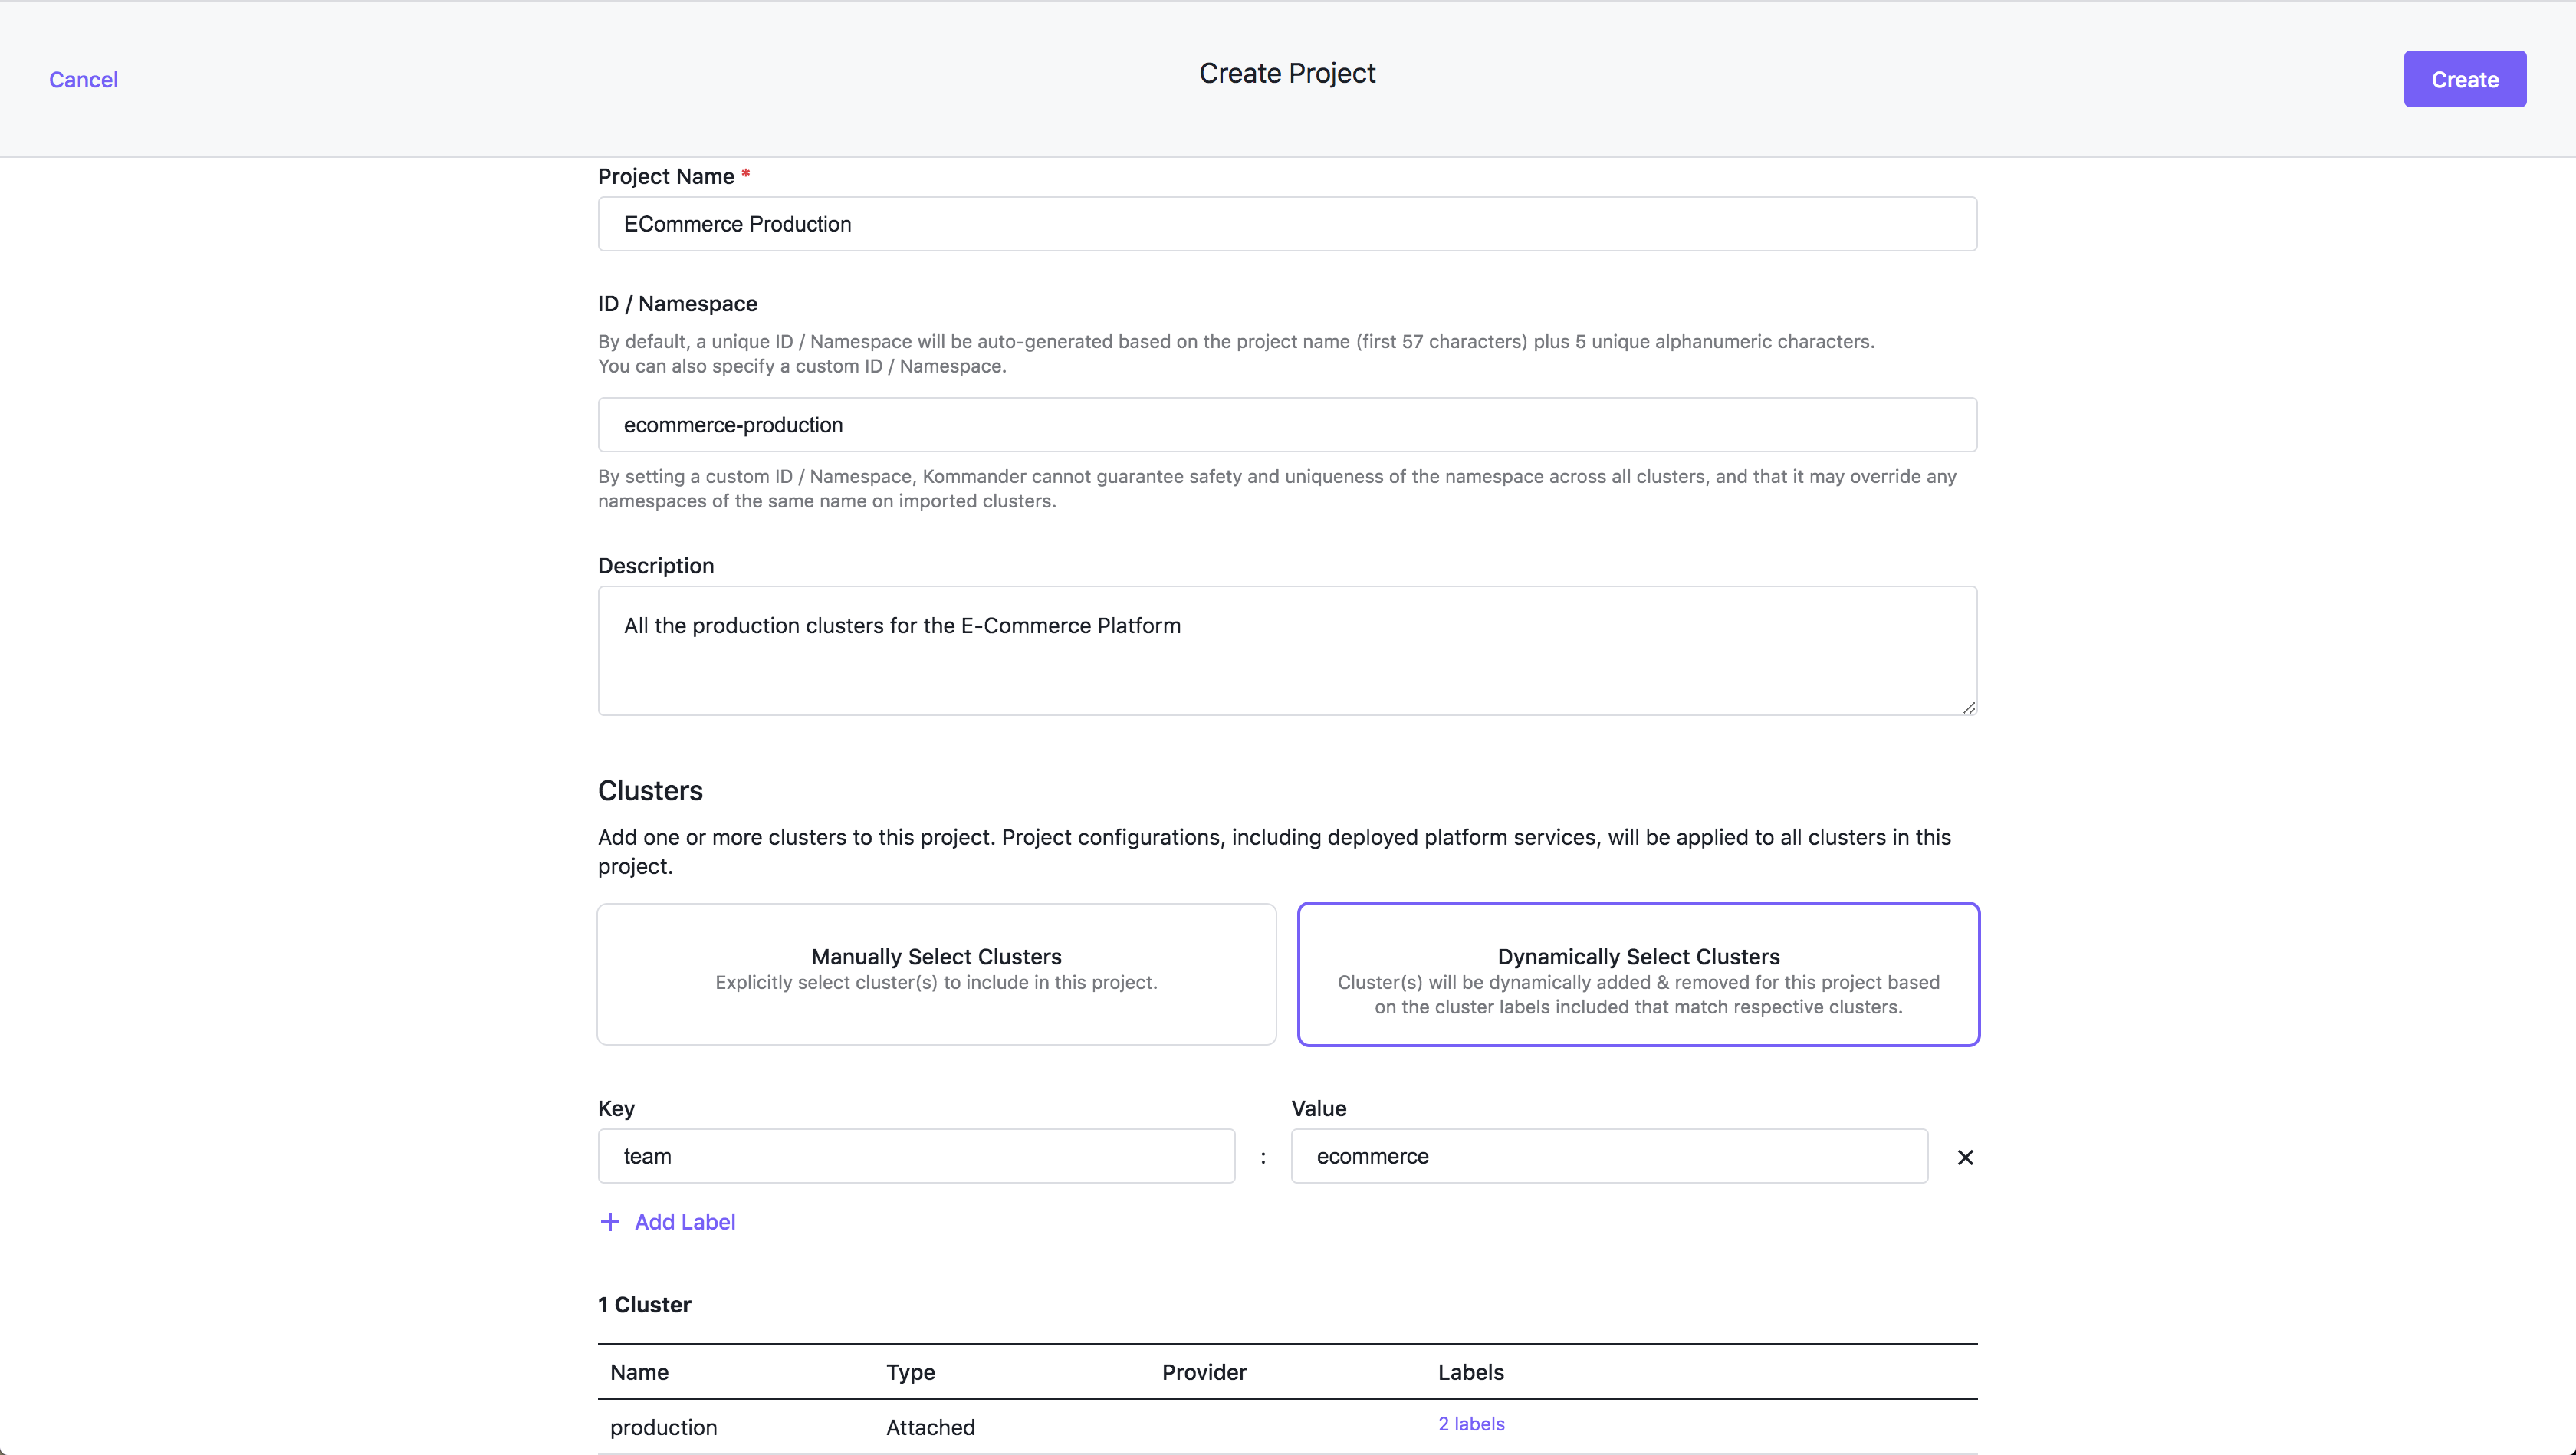 Cancel
Create Project
Create
Project Name *
ECommerce Production
ID / Namespace
By default, a unique ID / Namespace will be auto-generated based on the project name (first 57 characters) plus 5 unique alphanumeric characters.
You can also specify a custom ID / Namespace.
ecommerce-production
By setting a custom ID / Namespace, Kommander cannot guarantee safety and uniqueness of the namespace across all clusters, and that it may override any
namespaces of the same name on imported clusters.
Description
All the production clusters for the E-Commerce Platform
Clusters
Add one or more clusters to this project. Project configurations, including deployed platform services, will be applied to all clusters in this
project.
Manually Select Clusters
Explicitly select cluster(s) to include in this project.
Dynamically Select Clusters
Cluster(s) will be dynamically added & removed for this project based
on the cluster labels included that match respective clusters.
Key
Value
team
:
ecommerce
+ Add Label
1 Cluster
Name Type Provider Labels
production Attached 2 labels